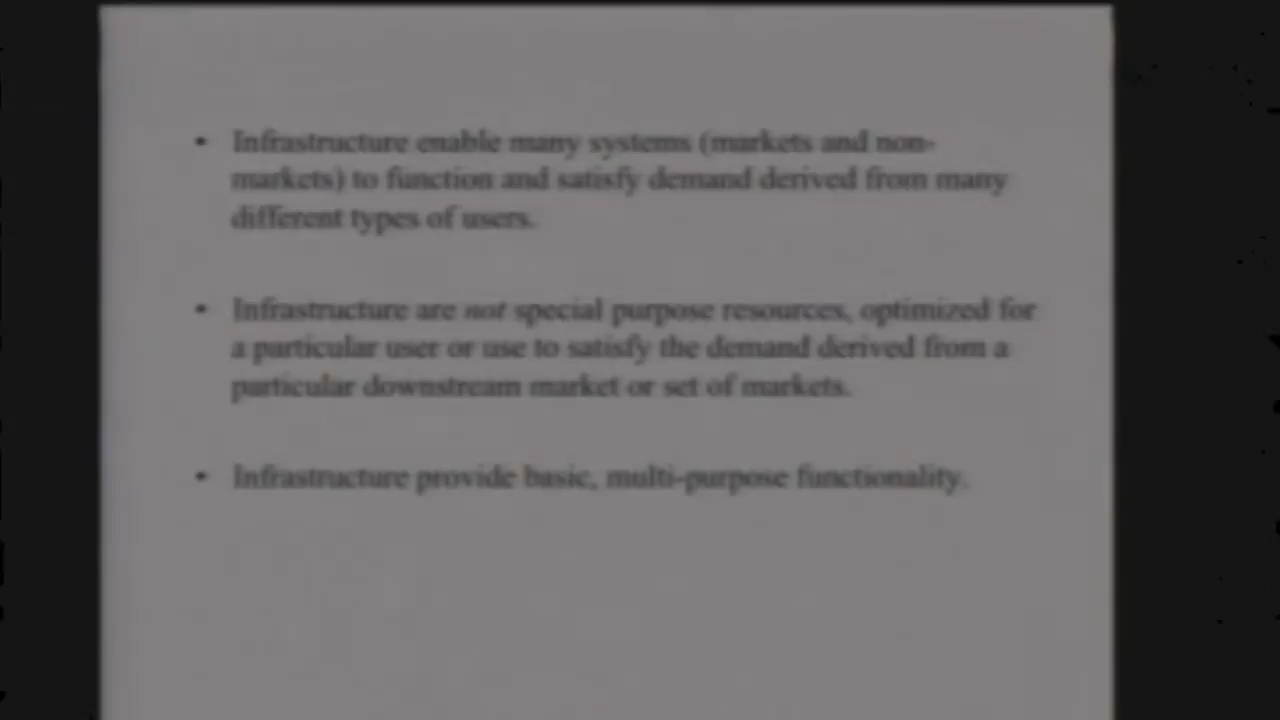 • Infrastructure enable many systems (markets and non-
markets) to function and satisfy demand derived from many
different types of users.
• Infrastructure are not special purpose resources, optimized for
a particular user or use to satisfy the demand derived from a
particular downstream market or set of markets.
• Infrastructure provide basic, multi-purpose functionality.